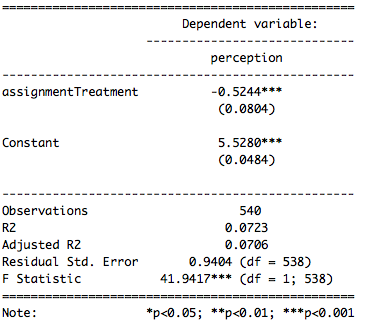 ===============================================
Dependent variable:
---------------------------
perception
-----------------------------------------------
assignmentTreatment -0.5244***
(0.0804)
Constant 5.5280***
(0.0484)
-----------------------------------------------
Observations 540
R2 0.0723
Adjusted R2 0.0706
Residual Std. Error 0.9404 (df = 538)
F Statistic 41.9417*** (df = 1; 538)
===============================================
Note: *p<0.05; **p<0.01; ***p<0.001